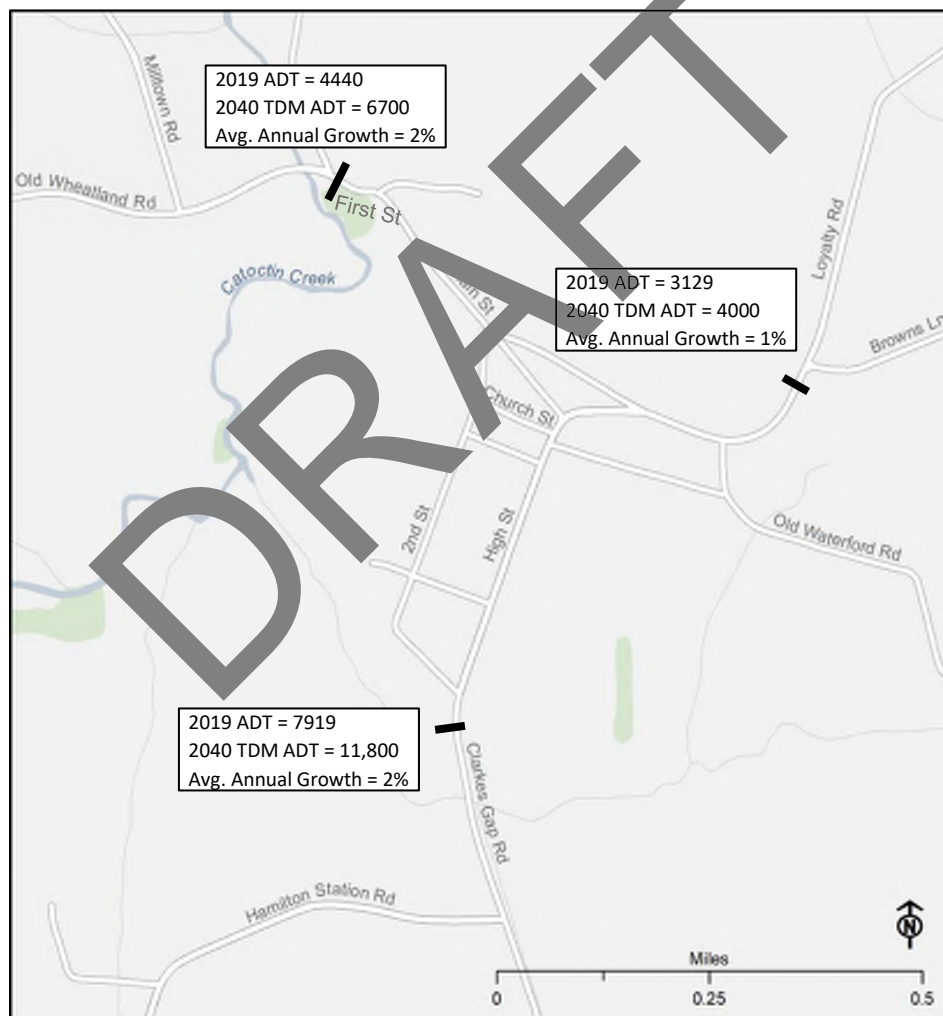 Milltown Rd
2019 ADT = 4440
2040 TDM ADT = 6700
Avg. Annual Growth = 2%
Old Wheatland Rd
First St
Catoctin Creek
Loyalty Rd
2019 ADT = 3129
2040 TDM ADT = 4000
Avg. Annual Growth = 1%
St
Browns Ln
Church St
2nd St
High St
Old Waterford Rd
DRAFT
2019 ADT = 7919
2040 TDM ADT = 11,800
Avg. Annual Growth = 2%
Clarkes Gap Rd
Hamilton Station Rd
N
Miles
0 0.25 0.5